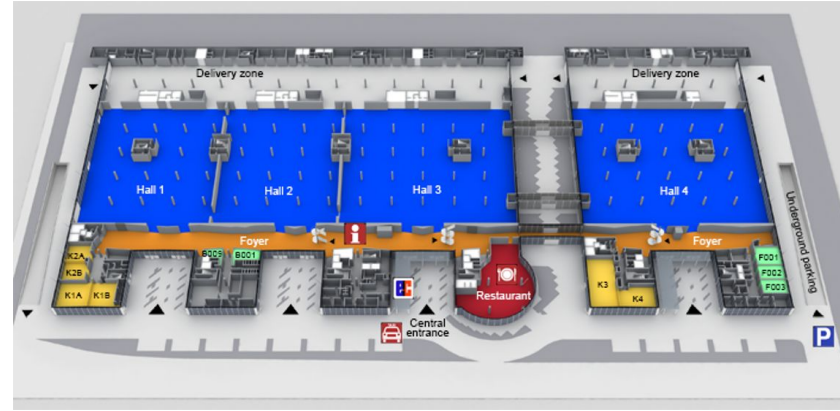 Delivery zone
Delivery zone
Hall 1
Hall 2
Hall 3
Hall 4
Underground parking
Foyer
i
Foyer
K2A
B009
B001
F001
K2B
F002
K1A
K1B
Restaurant
K3
K4
F003
Central
entrance
P